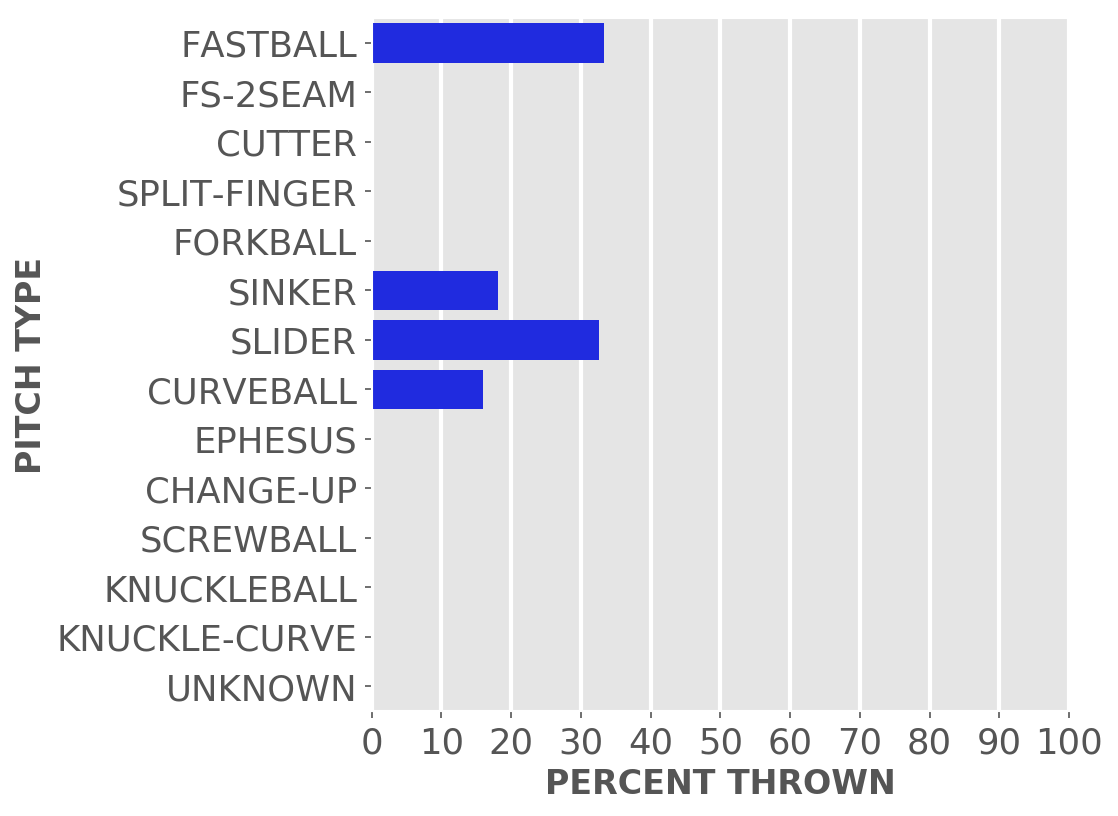 FASTBALL
FS-2SEAM
CUTTER
SPLIT-FINGER
FORKBALL
SINKER
SLIDER
CURVEBALL
EPHESUS
CHANGE-UP
SCREWBALL
KNUCKLEBALL
KNUCKLE-CURVE
UNKNOWN
PITCH TYPE
0 10 20 30 40 50 60 70 80 90 100
PERCENT THROWN